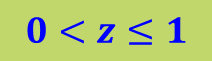 0 < z ≤ 1